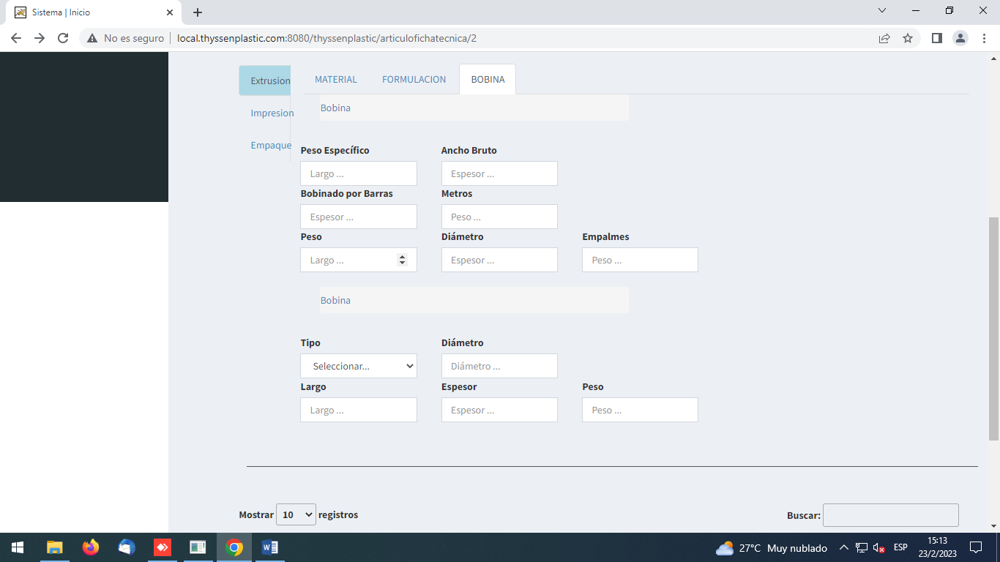 Sistema | Inicio
No es seguro
local.thyssenplastic.com:8080/thyssenplastic/articulofichatecnica/2
Extrusion
MATERIAL FORMULACION BOBINA
Bobina
Impresion
Empaque
Peso Específico Ancho Bruto
Largo ... Espesor ...
Bobinado por Barras Metros
Espesor ... Peso ...
Peso Diámetro Empalmes
Largo ... Espesor ... Peso ...
Bobina
Tipo Diámetro
Seleccionar... Diámetro ...
Largo Espesor Peso
Largo ... Espesor ... Peso ...
Mostrar 10 registros Buscar:
27°C Muy nublado
ESP
15:13
23/2/2023